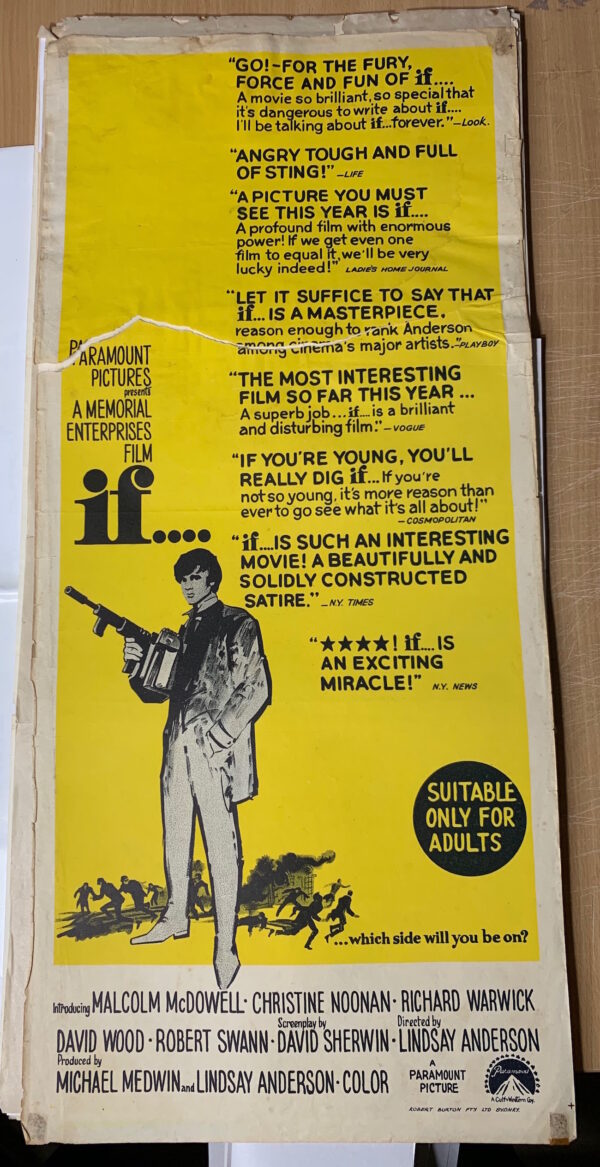 "GO!-FOR THE FURY,
FORCE AND FUN OF if....
A movie so brilliant, so special that
it's dangerous to write about if....
I'll be talking about if...forever."-Look.
"ANGRY TOUGH AND FULL
OF STING!" -LIFE
"A PICTURE YOU MUST
SEE THIS YEAR IS if....
A profound film with enormous
power! If we get even one
film to equal it, we'll be very
lucky indeed!" LADIES HOME JOURNAL
"LET IT SUFFICE TO SAY THAT
if... IS A MASTERPIECE,
reason enough to rank Anderson
among cinema's major artists."-PLAYBOY
"THE MOST INTERESTING
FILM SO FAR THIS YEAR ...
A superb job...if....is a brilliant
and disturbing film." - VOGUE
"IF YOU'RE YOUNG, YOU'LL
REALLY DIG if...If you're
not so young, it's more reason than
ever to go see what it's all about!"
- COSMOPOLITAN
"if....IS SUCH AN INTERESTING
MOVIE! A BEAUTIFULLY AND
SOLIDLY CONSTRUCTED
SATIRE." -N.Y. TIMES
"★★★★! if....IS
AN EXCITING
MIRACLE!" N.Y. NEWS
PARAMOUNT
PICTURES
presents
A MEMORIAL
ENTERPRISES
FILM
if....
SUITABLE
ONLY FOR
ADULTS
...which side will you be on?
Introducing MALCOLM McDOWELL · CHRISTINE NOONAN · RICHARD WARWICK
DAVID WOOD · ROBERT SWANN · Screenplay by DAVID SHERWIN · Directed by LINDSAY ANDERSON
Produced by MICHAEL MEDWIN and LINDSAY ANDERSON · COLOR
A
PARAMOUNT
PICTURE
Paramount
A Gulf+Western Coy.
ROBERT BURTON PTY LTD SYDNEY.